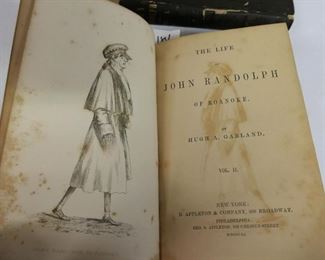 THE LIFE
OF
JOHN RANDOLPH
OF ROANOKE.
BY
HUGH A. GARLAND.
VOL. II.
NEW YORK:
D. APPLETON & COMPANY, 200 BROADWAY,
PHILADELPHIA:
GEO. S. APPLETON, 164 CHESNUT-STREET